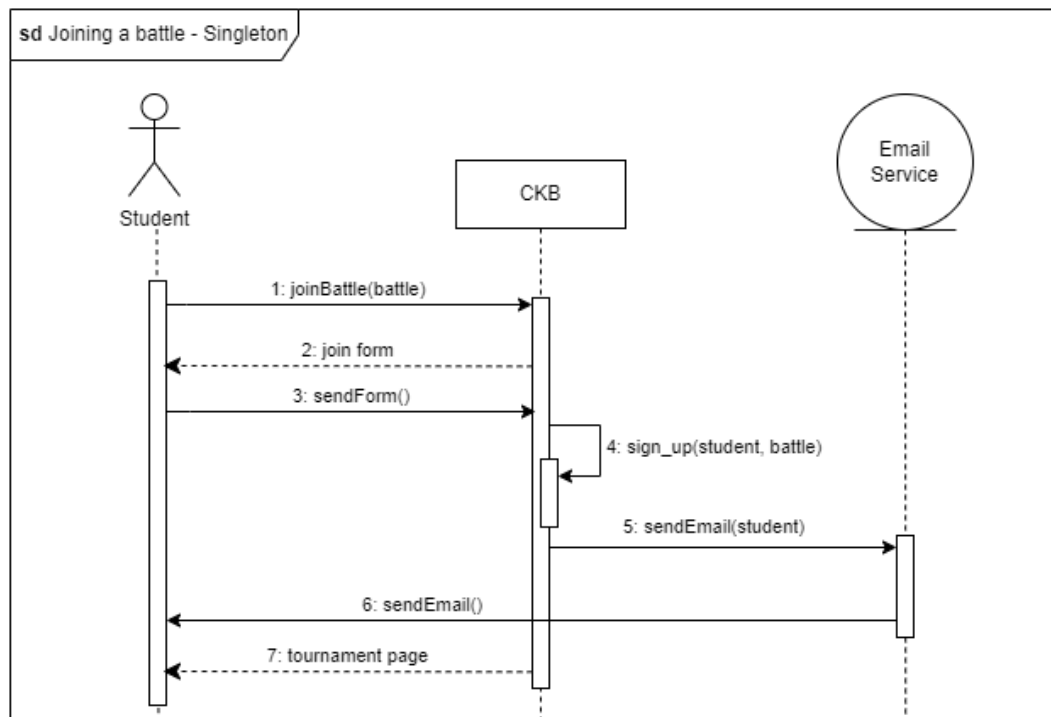 sd Joining a battle - Singleton
Student
CKB
Email
Service
1: joinBattle(battle)
2: join form
3: sendForm()
4: sign_up(student, battle)
5: sendEmail(student)
6: sendEmail()
7: tournament page